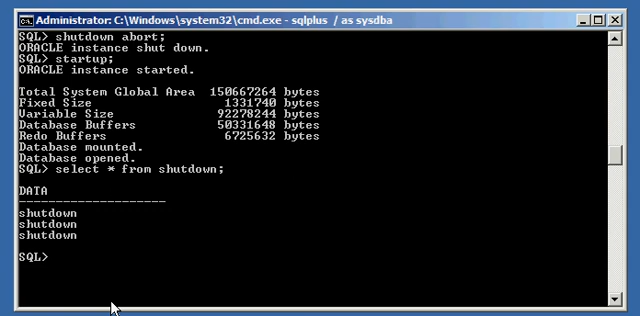 Administrator: C:\Windows\system32\cmd.exe - sqlplus / as sysdba
SQL> shutdown abort;
ORACLE instance shut down.
SQL> startup;
ORACLE instance started.
Total System Global Area 150667264 bytes
Fixed Size 1331740 bytes
Variable Size 92278244 bytes
Database Buffers 50331648 bytes
Redo Buffers 6725632 bytes
Database mounted.
Database opened.
SQL> select * from shutdown;
DATA
--------------------
shutdown
shutdown
shutdown
SQL>